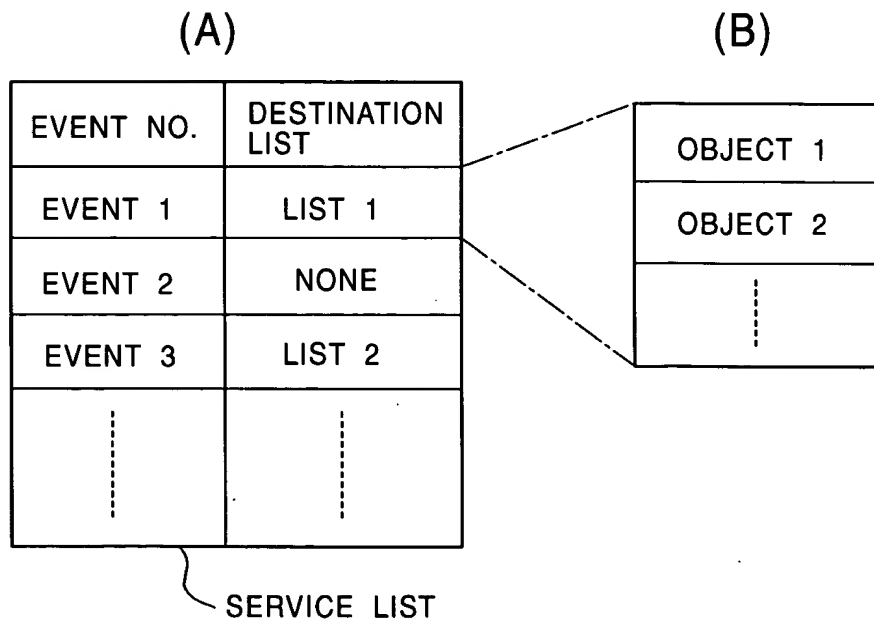 (A)
(B)
EVENT NO.
DESTINATION
LIST
EVENT 1
LIST 1
EVENT 2
NONE
EVENT 3
LIST 2
OBJECT 1
OBJECT 2
SERVICE LIST